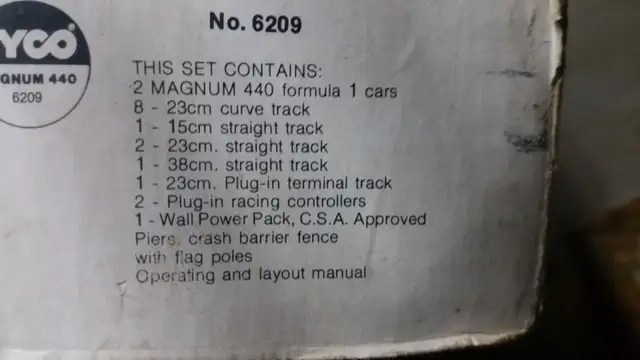 No. 6209
YCO
GNUM 440
6209
THIS SET CONTAINS:
2 MAGNUM 440 formula 1 cars
8 - 23cm curve track
1 - 15cm straight track
2 - 23cm. straight track
1 - 38cm. straight track
1 - 23cm. Plug-in terminal track
2 - Plug-in racing controllers
1 - Wall Power Pack, C.S.A. Approved
Piers, crash barrier fence
with flag poles
Operating and layout manual